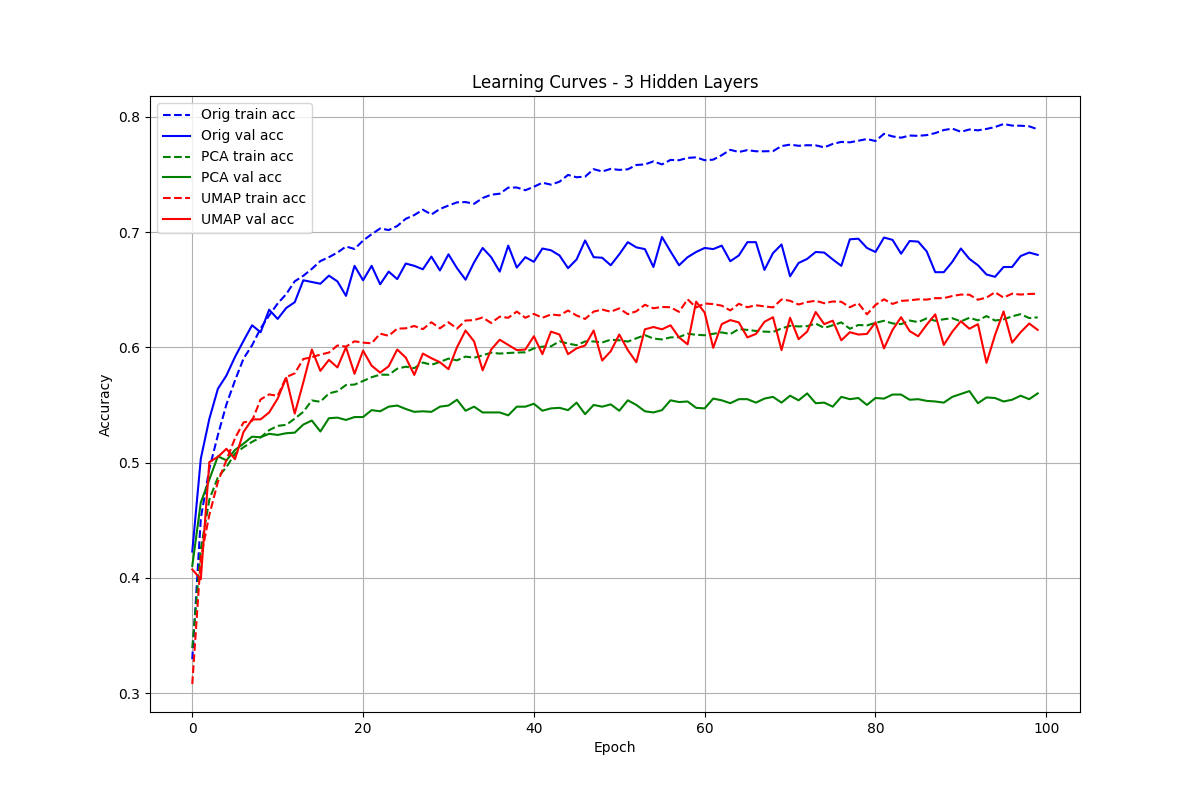 Learning Curves - 3 Hidden Layers
Orig train acc
Orig val acc
PCA train acc
PCA val acc
UMAP train acc
UMAP val acc
0.8
0.7
0.6
0.5
0.4
0.3
Accuracy
0 20 40 60 80 100
Epoch